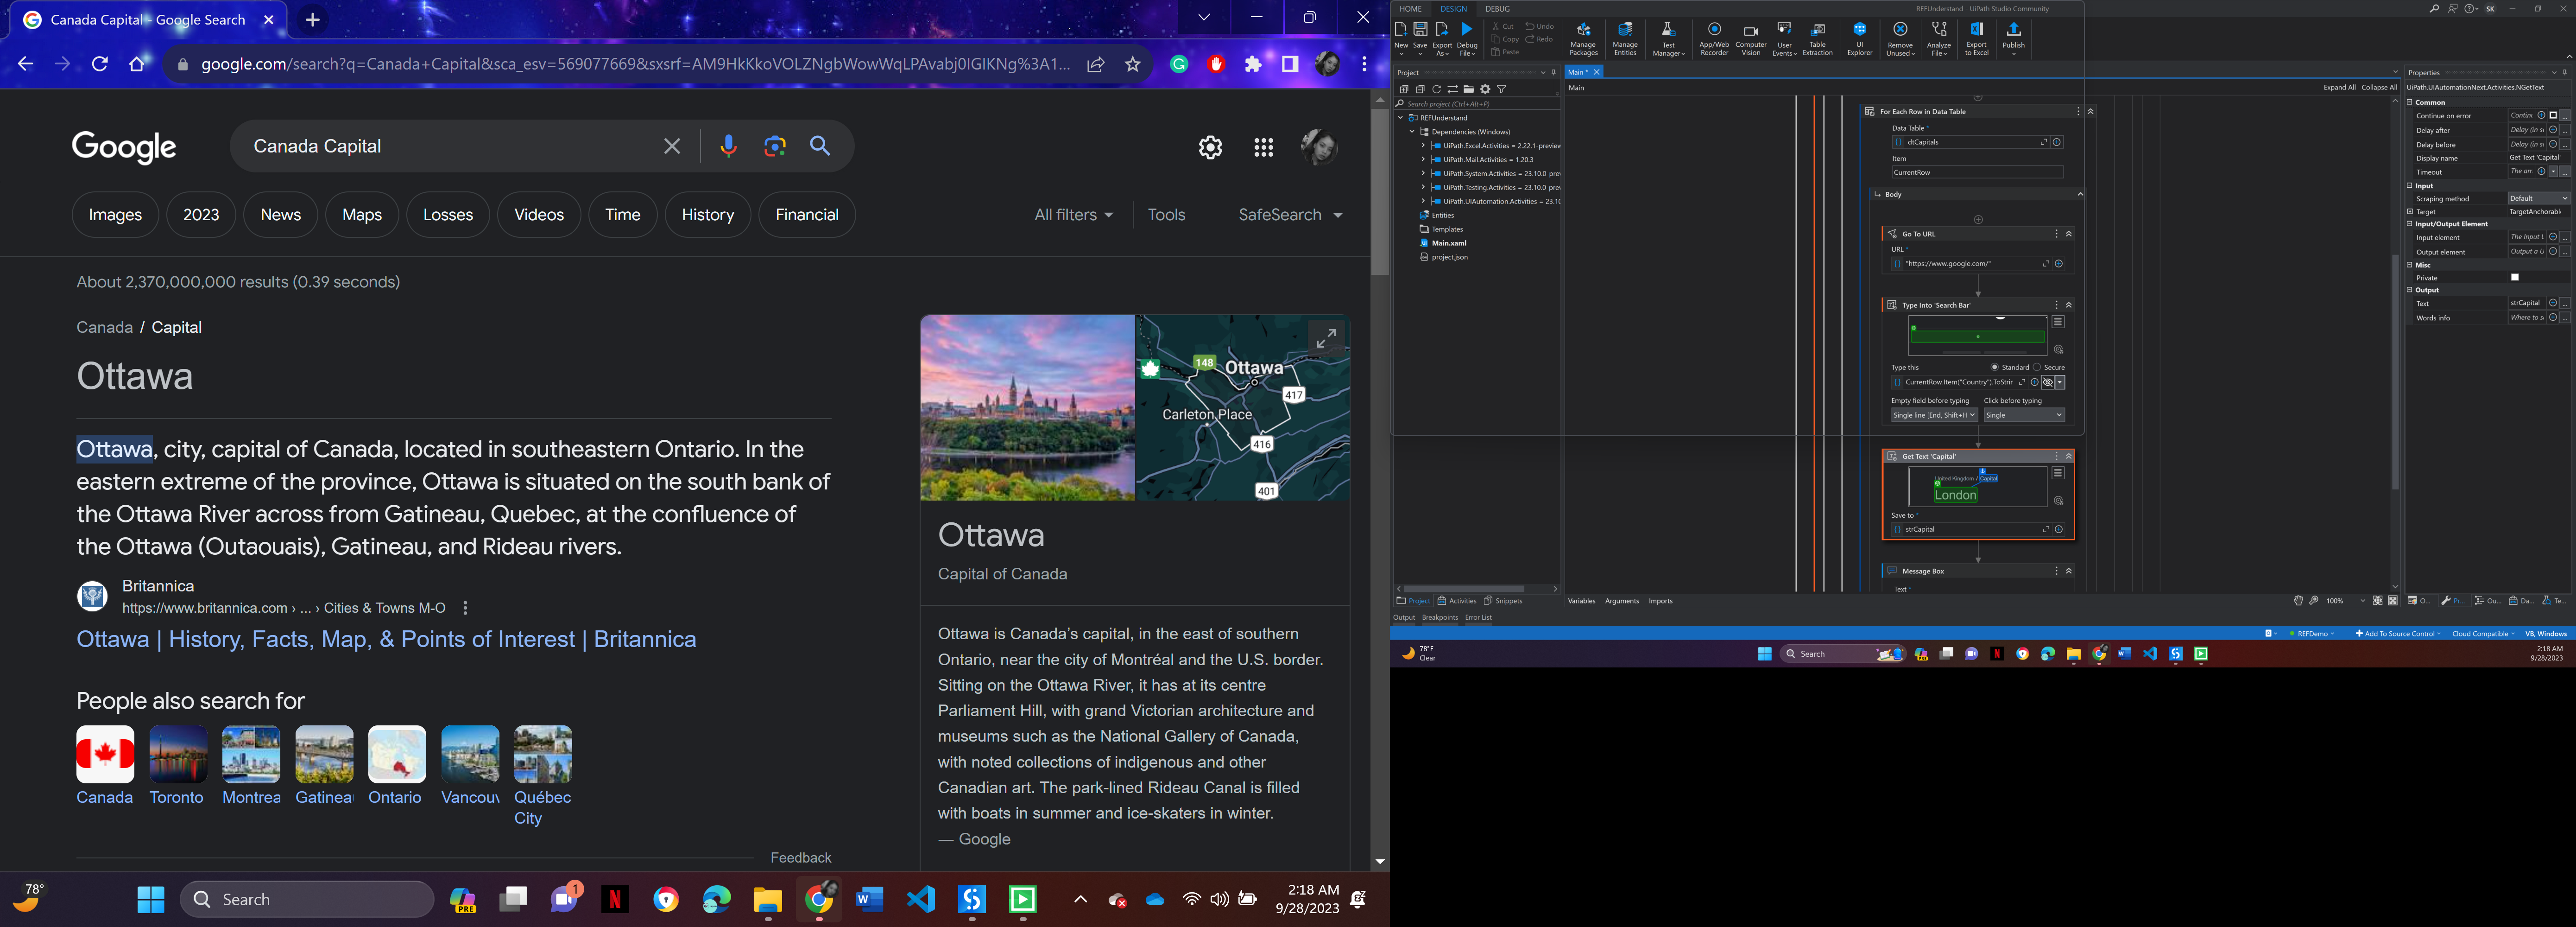 Canada Capital - Google Search
google.com/search?q=Canada+Capital&sca_esv=569077669&sxsrf=AM9HkKkoVOLZNgbWowWqLPAvabj0IGIKNg%3A1...
Google
Canada Capital
Images
2023
News
Maps
Losses
Videos
Time
History
Financial
All filters
Tools
SafeSearch
About 2,370,000,000 results (0.39 seconds)
Canada / Capital
Ottawa
Ottawa, city, capital of Canada, located in southeastern Ontario. In the
eastern extreme of the province, Ottawa is situated on the south bank of
the Ottawa River across from Gatineau, Quebec, at the confluence of
the Ottawa (Outaouais), Gatineau, and Rideau rivers.
Britannica
https://www.britannica.com › ... › Cities & Towns M-O
Ottawa | History, Facts, Map, & Points of Interest | Britannica
People also search for
Canada
Toronto
Montrea
Gatineau
Ontario
Vancouv
Québec
City
Feedback
148
Ottawa
417
Carleton Place
416
401
Ottawa
Capital of Canada
Ottawa is Canada's capital, in the east of southern
Ontario, near the city of Montréal and the U.S. border.
Sitting on the Ottawa River, it has at its centre
Parliament Hill, with grand Victorian architecture and
museums such as the National Gallery of Canada,
with noted collections of indigenous and other
Canadian art. The park-lined Rideau Canal is filled
with boats in summer and ice-skaters in winter.
— Google
78°
Search
PRE
1
2:18 AM
9/28/2023
HOME
DESIGN
DEBUG
REFUnderstand - UiPath Studio Community
SK
New
Save
Export
As
Debug
File
Cut
Copy
Paste
Undo
Redo
Manage
Packages
Manage
Entities
Test
Manager
App/Web
Recorder
Computer
Vision
User
Events
Table
Extraction
UI
Explorer
Remove
Unused
Analyze
File
Export
to Excel
Publish
Project
Search project (Ctrl+Alt+P)
REFUnderstand
Dependencies (Windows)
UiPath.Excel.Activities = 2.22.1-preview
UiPath.Mail.Activities = 1.20.3
UiPath.System.Activities = 23.10.0-prev
UiPath.Testing.Activities = 23.10.0-prev
UiPath.UIAutomation.Activities = 23.10
Entities
Templates
Main.xaml
project.json
Project
Activities
Snippets
Main *
Main
Expand All
Collapse All
For Each Row in Data Table
Data Table *
dtCapitals
Item
CurrentRow
Body
Go To URL
URL *
"https://www.google.com/"
Type Into 'Search Bar'
Type this
Standard
Secure
CurrentRow.Item("Country").ToStrin
Empty field before typing
Click before typing
Single line [End, Shift+H
Single
Get Text 'Capital'
United Kingdom / Capital
London
Save to *
strCapital
Message Box
Text *
Variables
Arguments
Imports
100%
Properties
UiPath.UIAutomationNext.Activities.NGetText
Common
Continue on error
Delay after
Delay (in s
Delay before
Delay (in s
Display name
Get Text 'Capital'
Timeout
The am
Input
Scraping method
Default
Target
TargetAnchorabl
Input/Output Element
Input element
The Input U
Output element
Output a U
Misc
Private
Output
Text
strCapital
Words info
Where to s
O...
Pr...
Ou...
Da...
Te...
Output
Breakpoints
Error List
REFDemo
Add To Source Control
Cloud Compatible
VB, Windows
78°F
Clear
Search
2:18 AM
9/28/2023